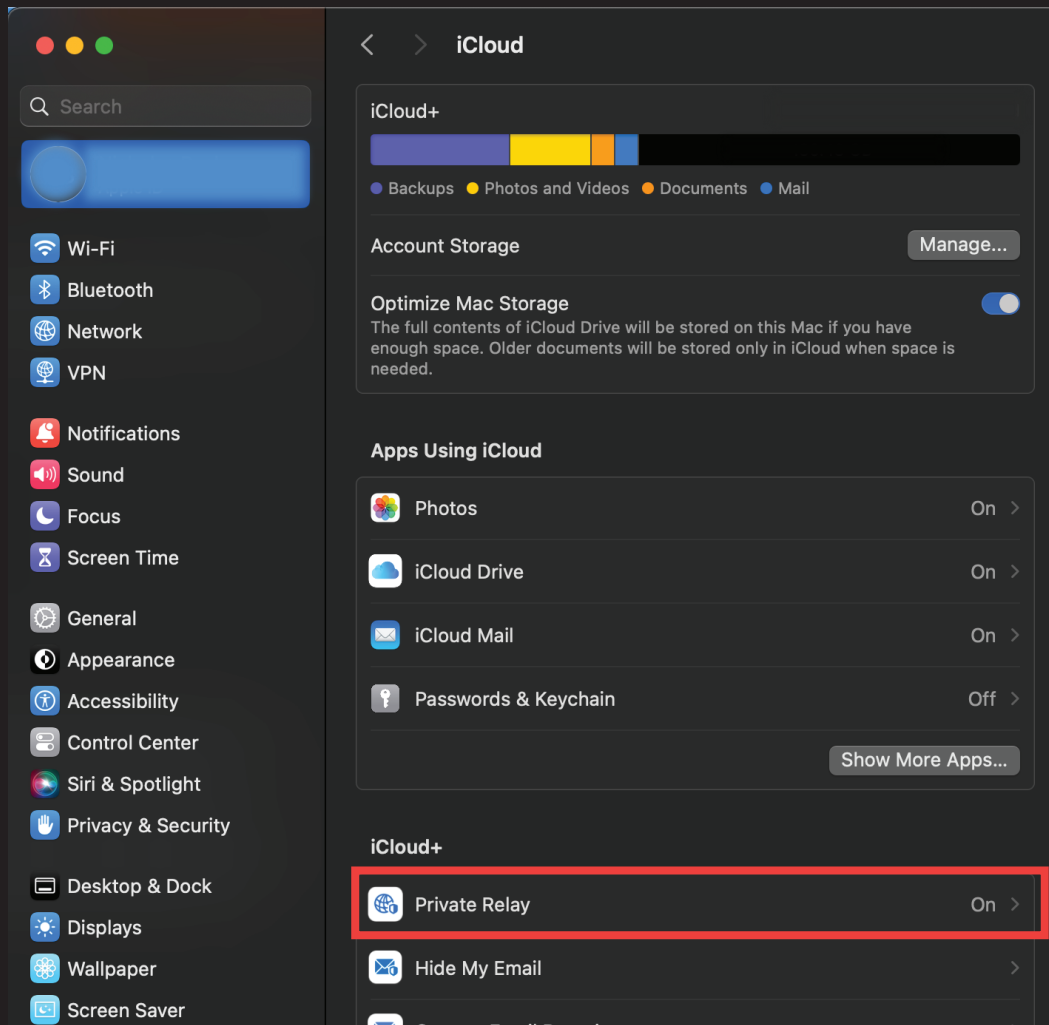 iCloud
Search
Wi-Fi
Bluetooth
Network
VPN
Notifications
Sound
Focus
Screen Time
General
Appearance
Accessibility
Control Center
Siri & Spotlight
Privacy & Security
Desktop & Dock
Displays
Wallpaper
Screen Saver
iCloud+
Backups Photos and Videos Documents Mail
Account Storage Manage...
Optimize Mac Storage
The full contents of iCloud Drive will be stored on this Mac if you have
enough space. Older documents will be stored only in iCloud when space is
needed.
Apps Using iCloud
Photos On
iCloud Drive On
iCloud Mail On
Passwords & Keychain Off
Show More Apps...
iCloud+
Private Relay On
Hide My Email